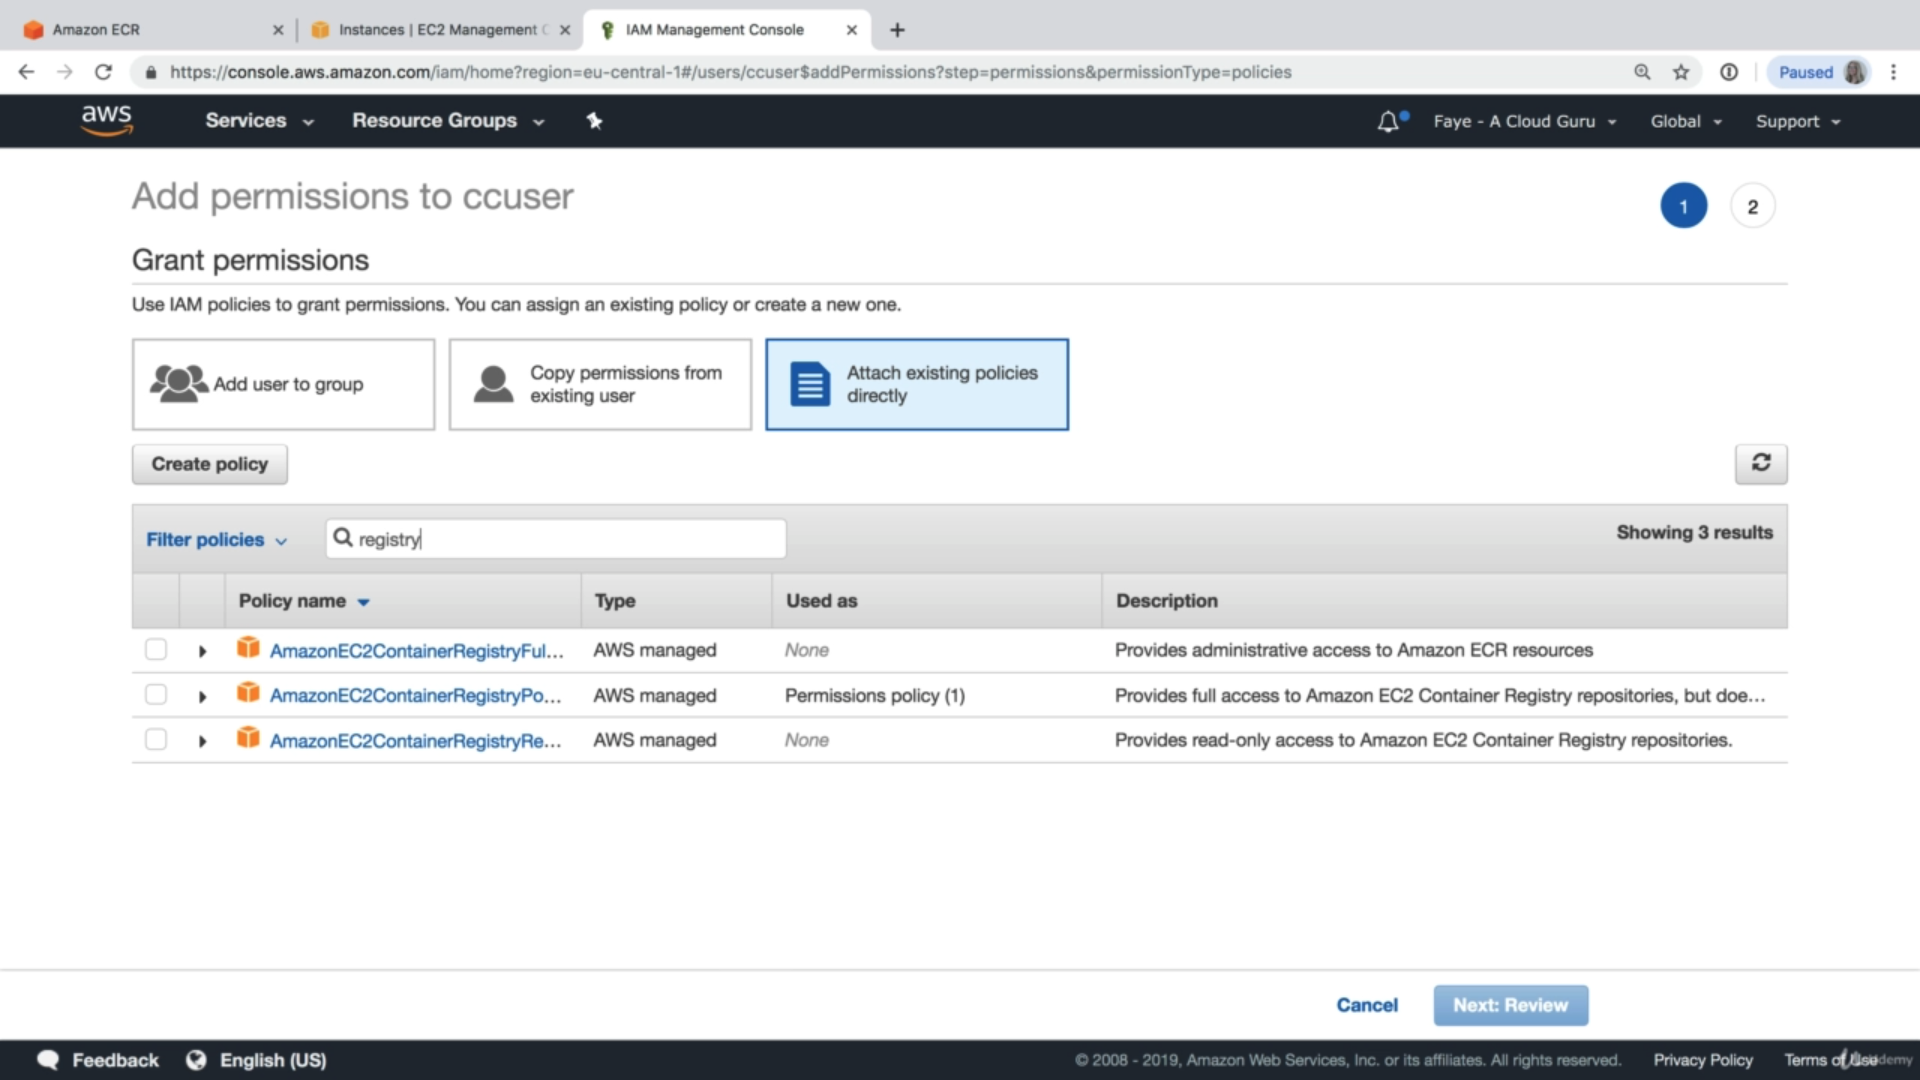 Amazon ECR
Instances | EC2 Management C
IAM Management Console
https://console.aws.amazon.com/iam/home?region=eu-central-1#/users/ccuser$addPermissions?step=permissions&permissionType=policies
Paused
aws
Services
Resource Groups
Faye - A Cloud Guru
Global
Support
Add permissions to ccuser
1
2
Grant permissions
Use IAM policies to grant permissions. You can assign an existing policy or create a new one.
Add user to group
Copy permissions from
existing user
Attach existing policies
directly
Create policy
Filter policies
registry
Showing 3 results
Policy name
Type
Used as
Description
AmazonEC2ContainerRegistryFul...
AWS managed
None
Provides administrative access to Amazon ECR resources
AmazonEC2ContainerRegistryPo...
AWS managed
Permissions policy (1)
Provides full access to Amazon EC2 Container Registry repositories, but doe...
AmazonEC2ContainerRegistryRe...
AWS managed
None
Provides read-only access to Amazon EC2 Container Registry repositories.
Cancel
Next: Review
Feedback
English (US)
© 2008 - 2019, Amazon Web Services, Inc. or its affiliates. All rights reserved.
Privacy Policy
Terms of Use